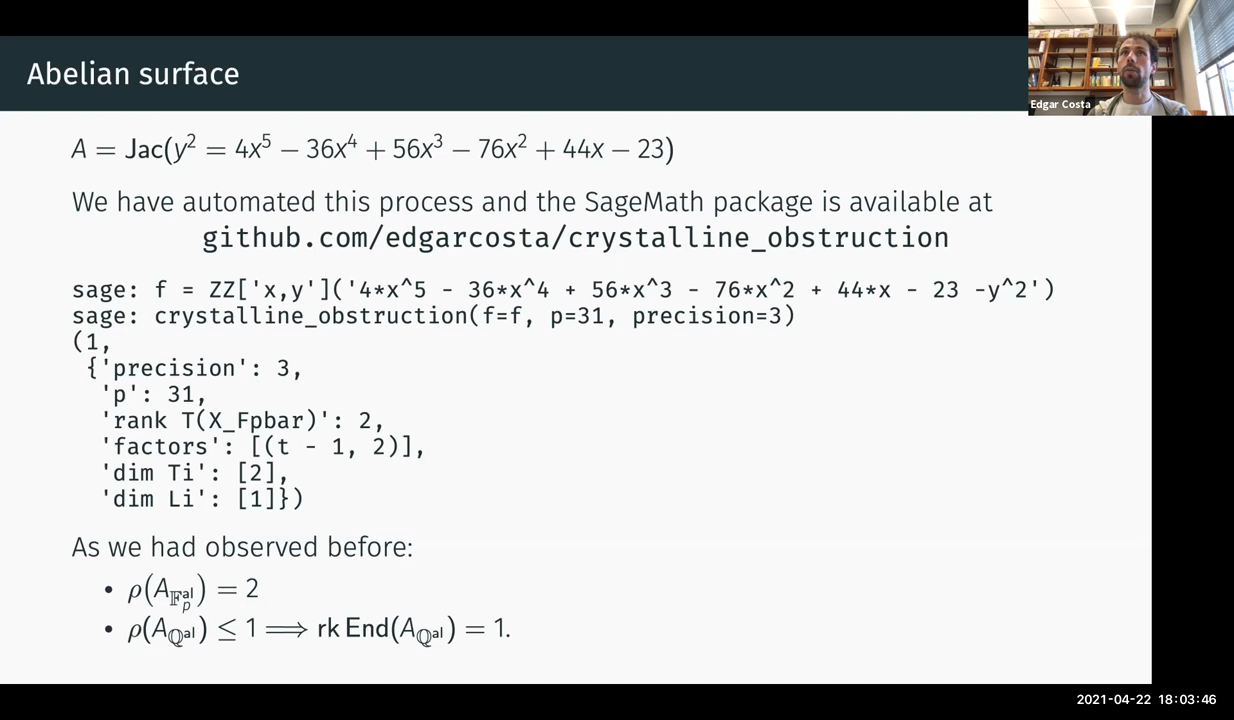 Abelian surface
Edgar Costa
A = Jac(y² = 4x⁵ − 36x⁴ + 56x³ − 76x² + 44x − 23)
We have automated this process and the SageMath package is available at
github.com/edgarcosta/crystalline_obstruction
sage: f = ZZ['x,y']('4*x^5 - 36*x^4 + 56*x^3 - 76*x^2 + 44*x - 23 -y^2')
sage: crystalline_obstruction(f=f, p=31, precision=3)
(1,
{'precision': 3,
'p': 31,
'rank T(X_Fpbar)': 2,
'factors': [(t - 1, 2)],
'dim Ti': [2],
'dim Li': [1]})
As we had observed before:
• ρ(A_{𝔽_p^{al}}) = 2
• ρ(A_{ℚ^{al}}) ≤ 1 ⟹ rk End(A_{ℚ^{al}}) = 1.
2021-04-22 18:03:46